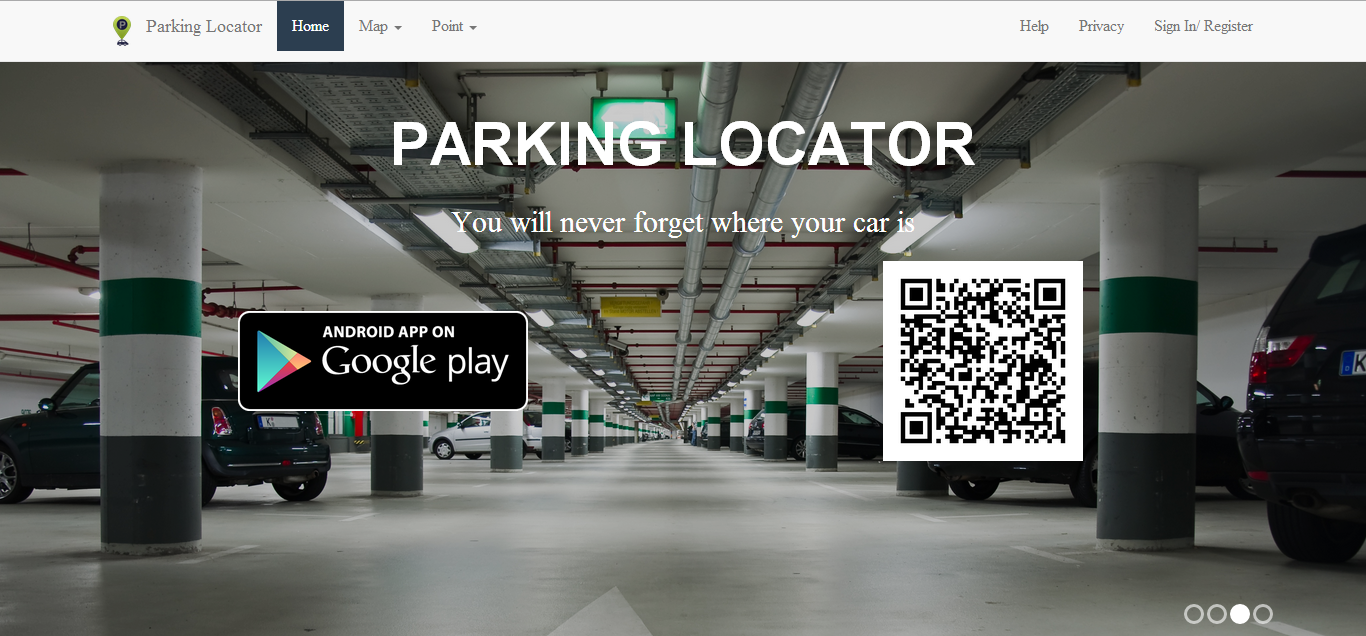 P
Parking Locator
Home
Map
Point
Help
Privacy
Sign In/ Register
PARKING LOCATOR
You will never forget where your car is
ANDROID APP ON
Google play